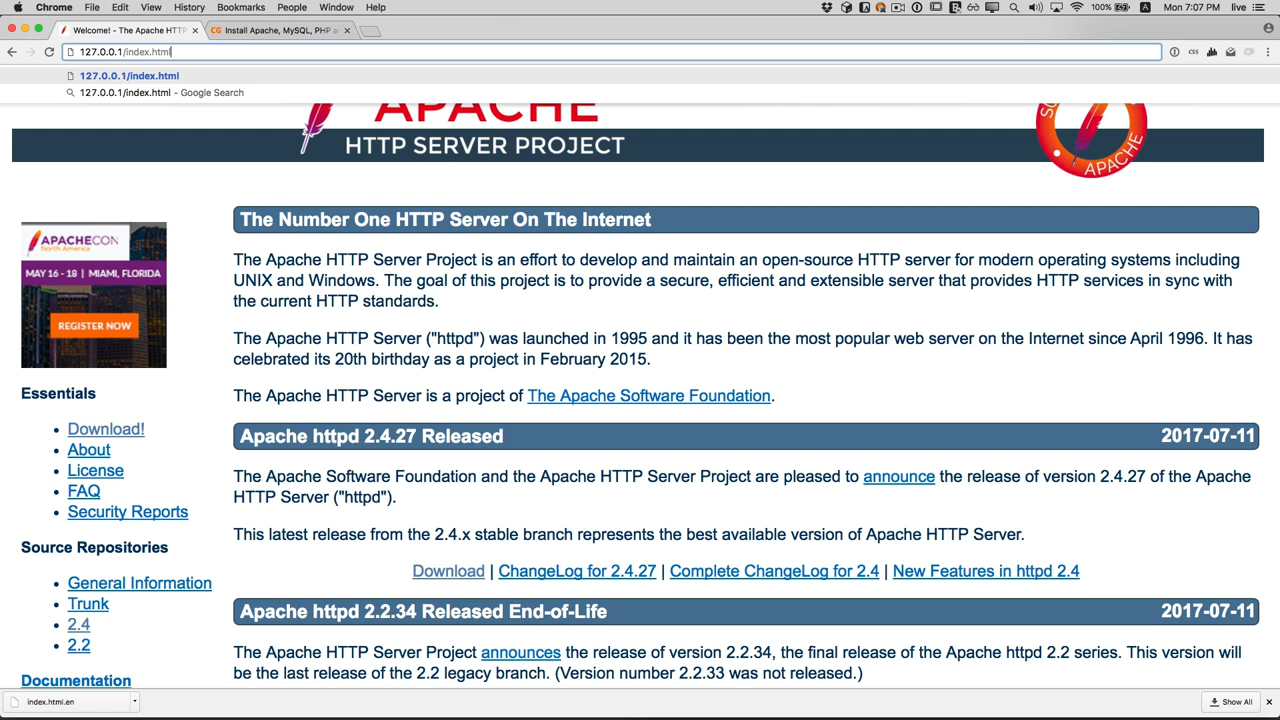 Chrome File Edit View History Bookmarks People Window Help 100% Mon 7:07 PM live
Welcome! - The Apache HTTP × CG Install Apache, MySQL, PHP ×
127.0.0.1/index.html
127.0.0.1/index.html
127.0.0.1/index.html - Google Search
APACHE
HTTP SERVER PROJECT
APACHE
APACHECON
North America
MAY 16 - 18 | MIAMI, FLORIDA
REGISTER NOW
Essentials
Download!
About
License
FAQ
Security Reports
Source Repositories
General Information
Trunk
2.4
2.2
Documentation
The Number One HTTP Server On The Internet
The Apache HTTP Server Project is an effort to develop and maintain an open-source HTTP server for modern operating systems including
UNIX and Windows. The goal of this project is to provide a secure, efficient and extensible server that provides HTTP services in sync with
the current HTTP standards.
The Apache HTTP Server ("httpd") was launched in 1995 and it has been the most popular web server on the Internet since April 1996. It has
celebrated its 20th birthday as a project in February 2015.
The Apache HTTP Server is a project of The Apache Software Foundation.
Apache httpd 2.4.27 Released 2017-07-11
The Apache Software Foundation and the Apache HTTP Server Project are pleased to announce the release of version 2.4.27 of the Apache
HTTP Server ("httpd").
This latest release from the 2.4.x stable branch represents the best available version of Apache HTTP Server.
Download | ChangeLog for 2.4.27 | Complete ChangeLog for 2.4 | New Features in httpd 2.4
Apache httpd 2.2.34 Released End-of-Life 2017-07-11
The Apache HTTP Server Project announces the release of version 2.2.34, the final release of the Apache httpd 2.2 series. This version will
be the last release of the 2.2 legacy branch. (Version number 2.2.33 was not released.)
index.html.en
Show All